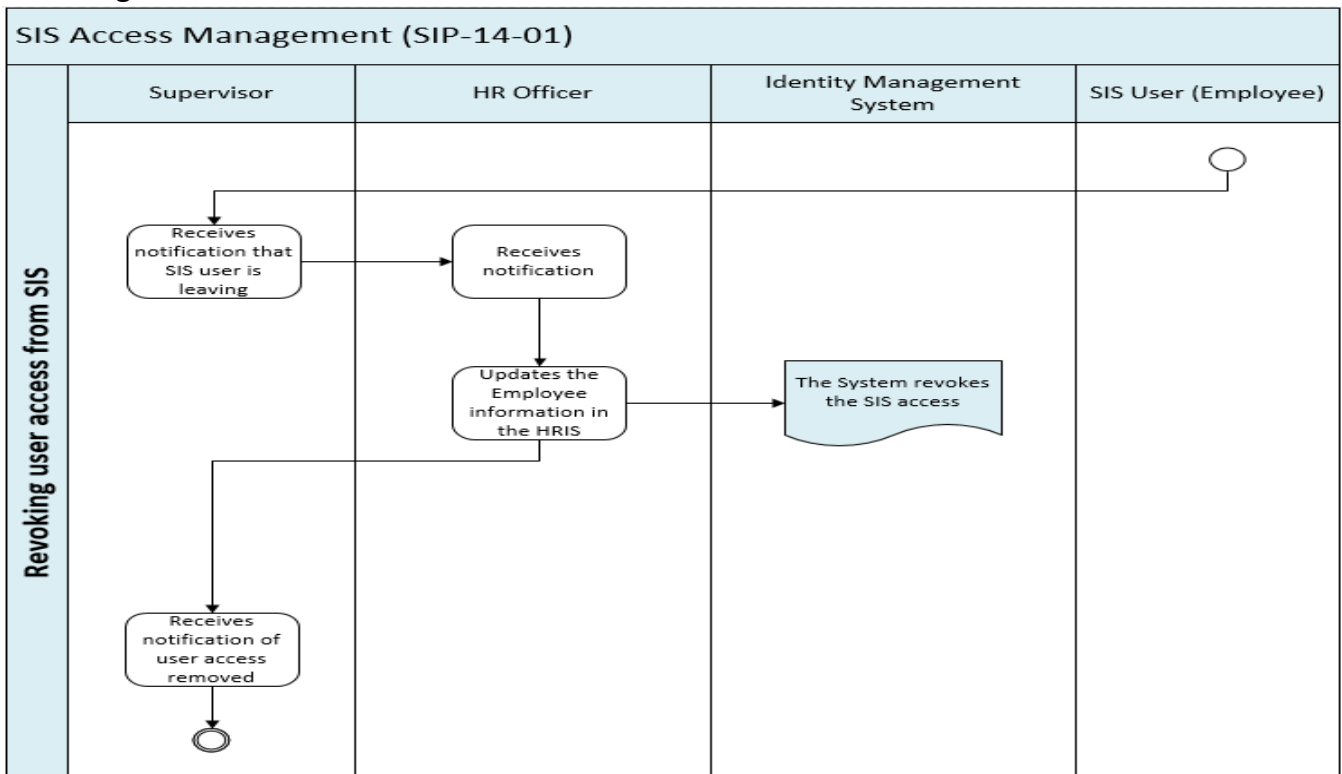 SIS Access Management (SIP-14-01)
Supervisor
HR Officer
Identity Management
System
SIS User (Employee)
Revoking user access from SIS
Receives
notification that
SIS user is
leaving
Receives
notification
Updates the
Employee
information in
the HRIS
The System revokes
the SIS access
Receives
notification of
user access
removed